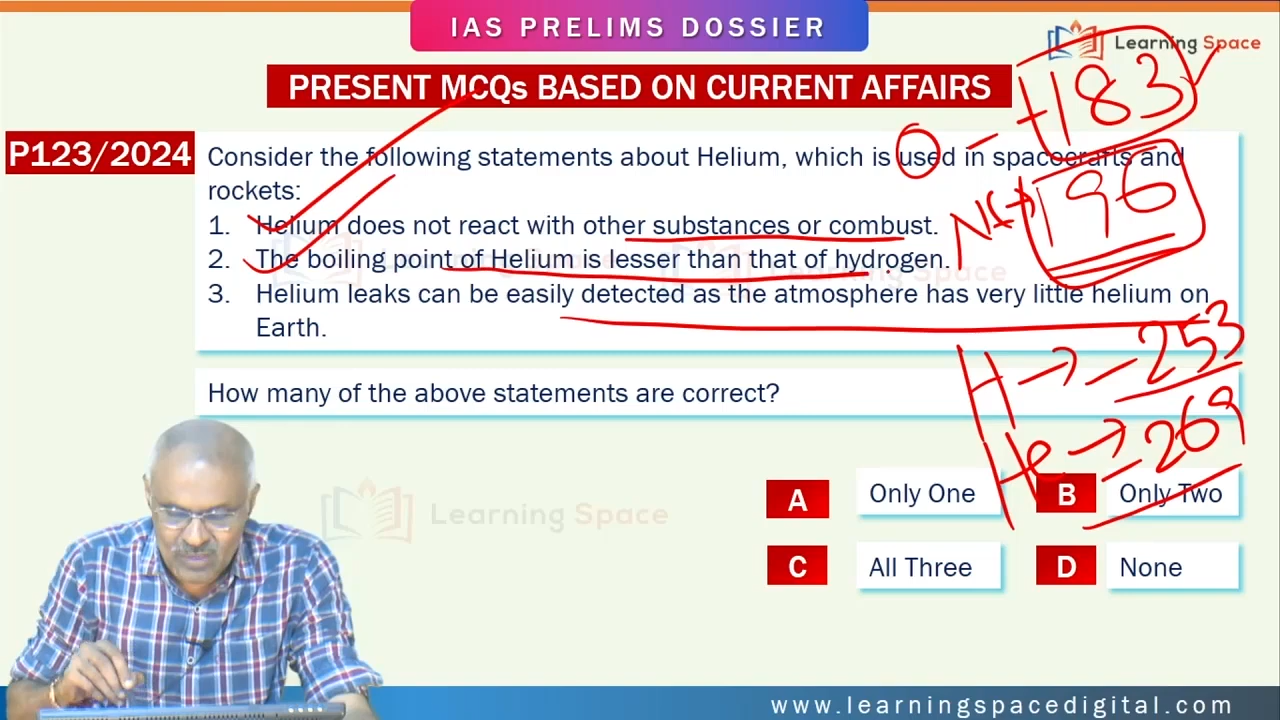 IAS PRELIMS DOSSIER
Learning Space
PRESENT MCQs BASED ON CURRENT AFFAIRS
P123/2024
Consider the following statements about Helium, which is used in spacecrafts and
rockets:
1. Helium does not react with other substances or combust.
2. The boiling point of Helium is lesser than that of hydrogen.
3. Helium leaks can be easily detected as the atmosphere has very little helium on
Earth.
How many of the above statements are correct?
A Only One
B Only Two
C All Three
D None
O - +183
196
H → -253
He → -269
Learning Space
Learning Space
www.learningspacedigital.com